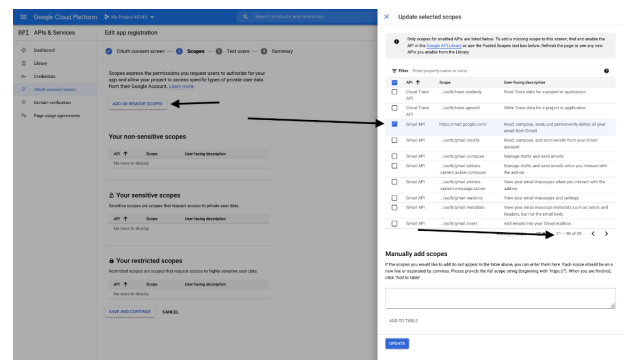 Google Cloud Platform
My Project 48145
Search products and resources
API APIs & Services
Dashboard
Library
Credentials
OAuth consent screen
Domain verification
Page usage agreements
Edit app registration
OAuth consent screen — 2 Scopes — 3 Test users — 4 Summary
Scopes express the permissions you request users to authorize for your
app and allow your project to access specific types of private user data
from their Google Account. Learn more
ADD OR REMOVE SCOPES
Your non-sensitive scopes
API ↑ Scope User-facing description
No rows to display
Your sensitive scopes
Sensitive scopes are scopes that request access to private user data.
API ↑ Scope User-facing description
No rows to display
Your restricted scopes
Restricted scopes are scopes that request access to highly sensitive user data.
API ↑ Scope User-facing description
No rows to display
SAVE AND CONTINUE CANCEL
Update selected scopes
Only scopes for enabled APIs are listed below. To add a missing scope to this screen, find and enable the
API in the Google API Library or use the Pasted Scopes text box below. Refresh the page to see any new
APIs you enable from the Library.
Filter Enter property name or value
API ↑ Scope User-facing description
Cloud Trace API .../auth/trace.readonly Read Trace data for a project or application
Cloud Trace API .../auth/trace.append Write Trace data for a project or application
Gmail API https://mail.google.com/ Read, compose, send, and permanently delete all your email from Gmail
Gmail API .../auth/gmail.modify Read, compose, and send emails from your Gmail account
Gmail API .../auth/gmail.compose Manage drafts and send emails
Gmail API .../auth/gmail.addons.current.action.compose Manage drafts and send emails when you interact with the add-on
Gmail API .../auth/gmail.addons.current.message.action View your email messages when you interact with the add-on
Gmail API .../auth/gmail.readonly View your email messages and settings
Gmail API .../auth/gmail.metadata View your email message metadata such as labels and headers, but not the email body
Gmail API .../auth/gmail.insert Add emails into your Gmail mailbox
21 – 30 of
Manually add scopes
If the scopes you would like to add do not appear in the table above, you can enter them here. Each scope should be on a
new line or separated by commas. Please provide the full scope string (beginning with "https://"). When you are finished,
click "Add to table".
ADD TO TABLE
UPDATE